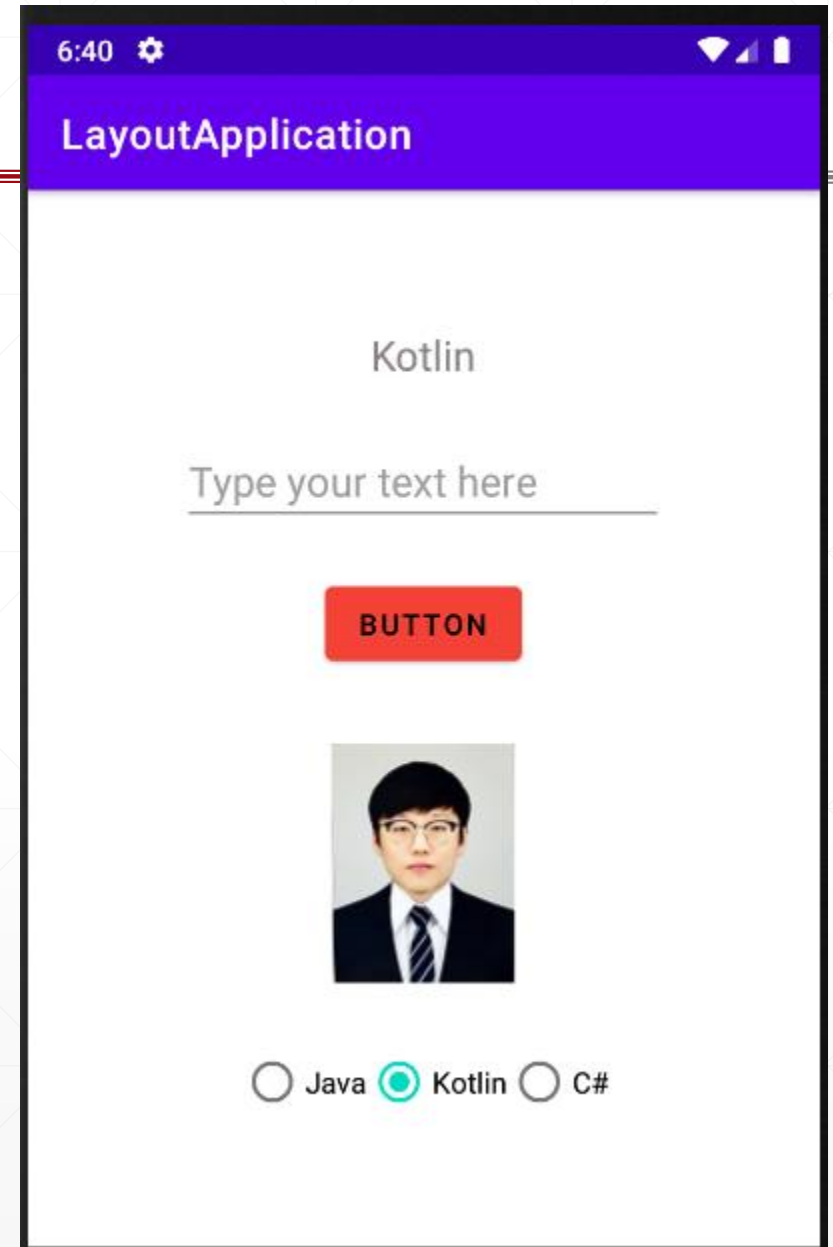 6:40
LayoutApplication
Kotlin
Type your text here
BUTTON
Java Kotlin C#